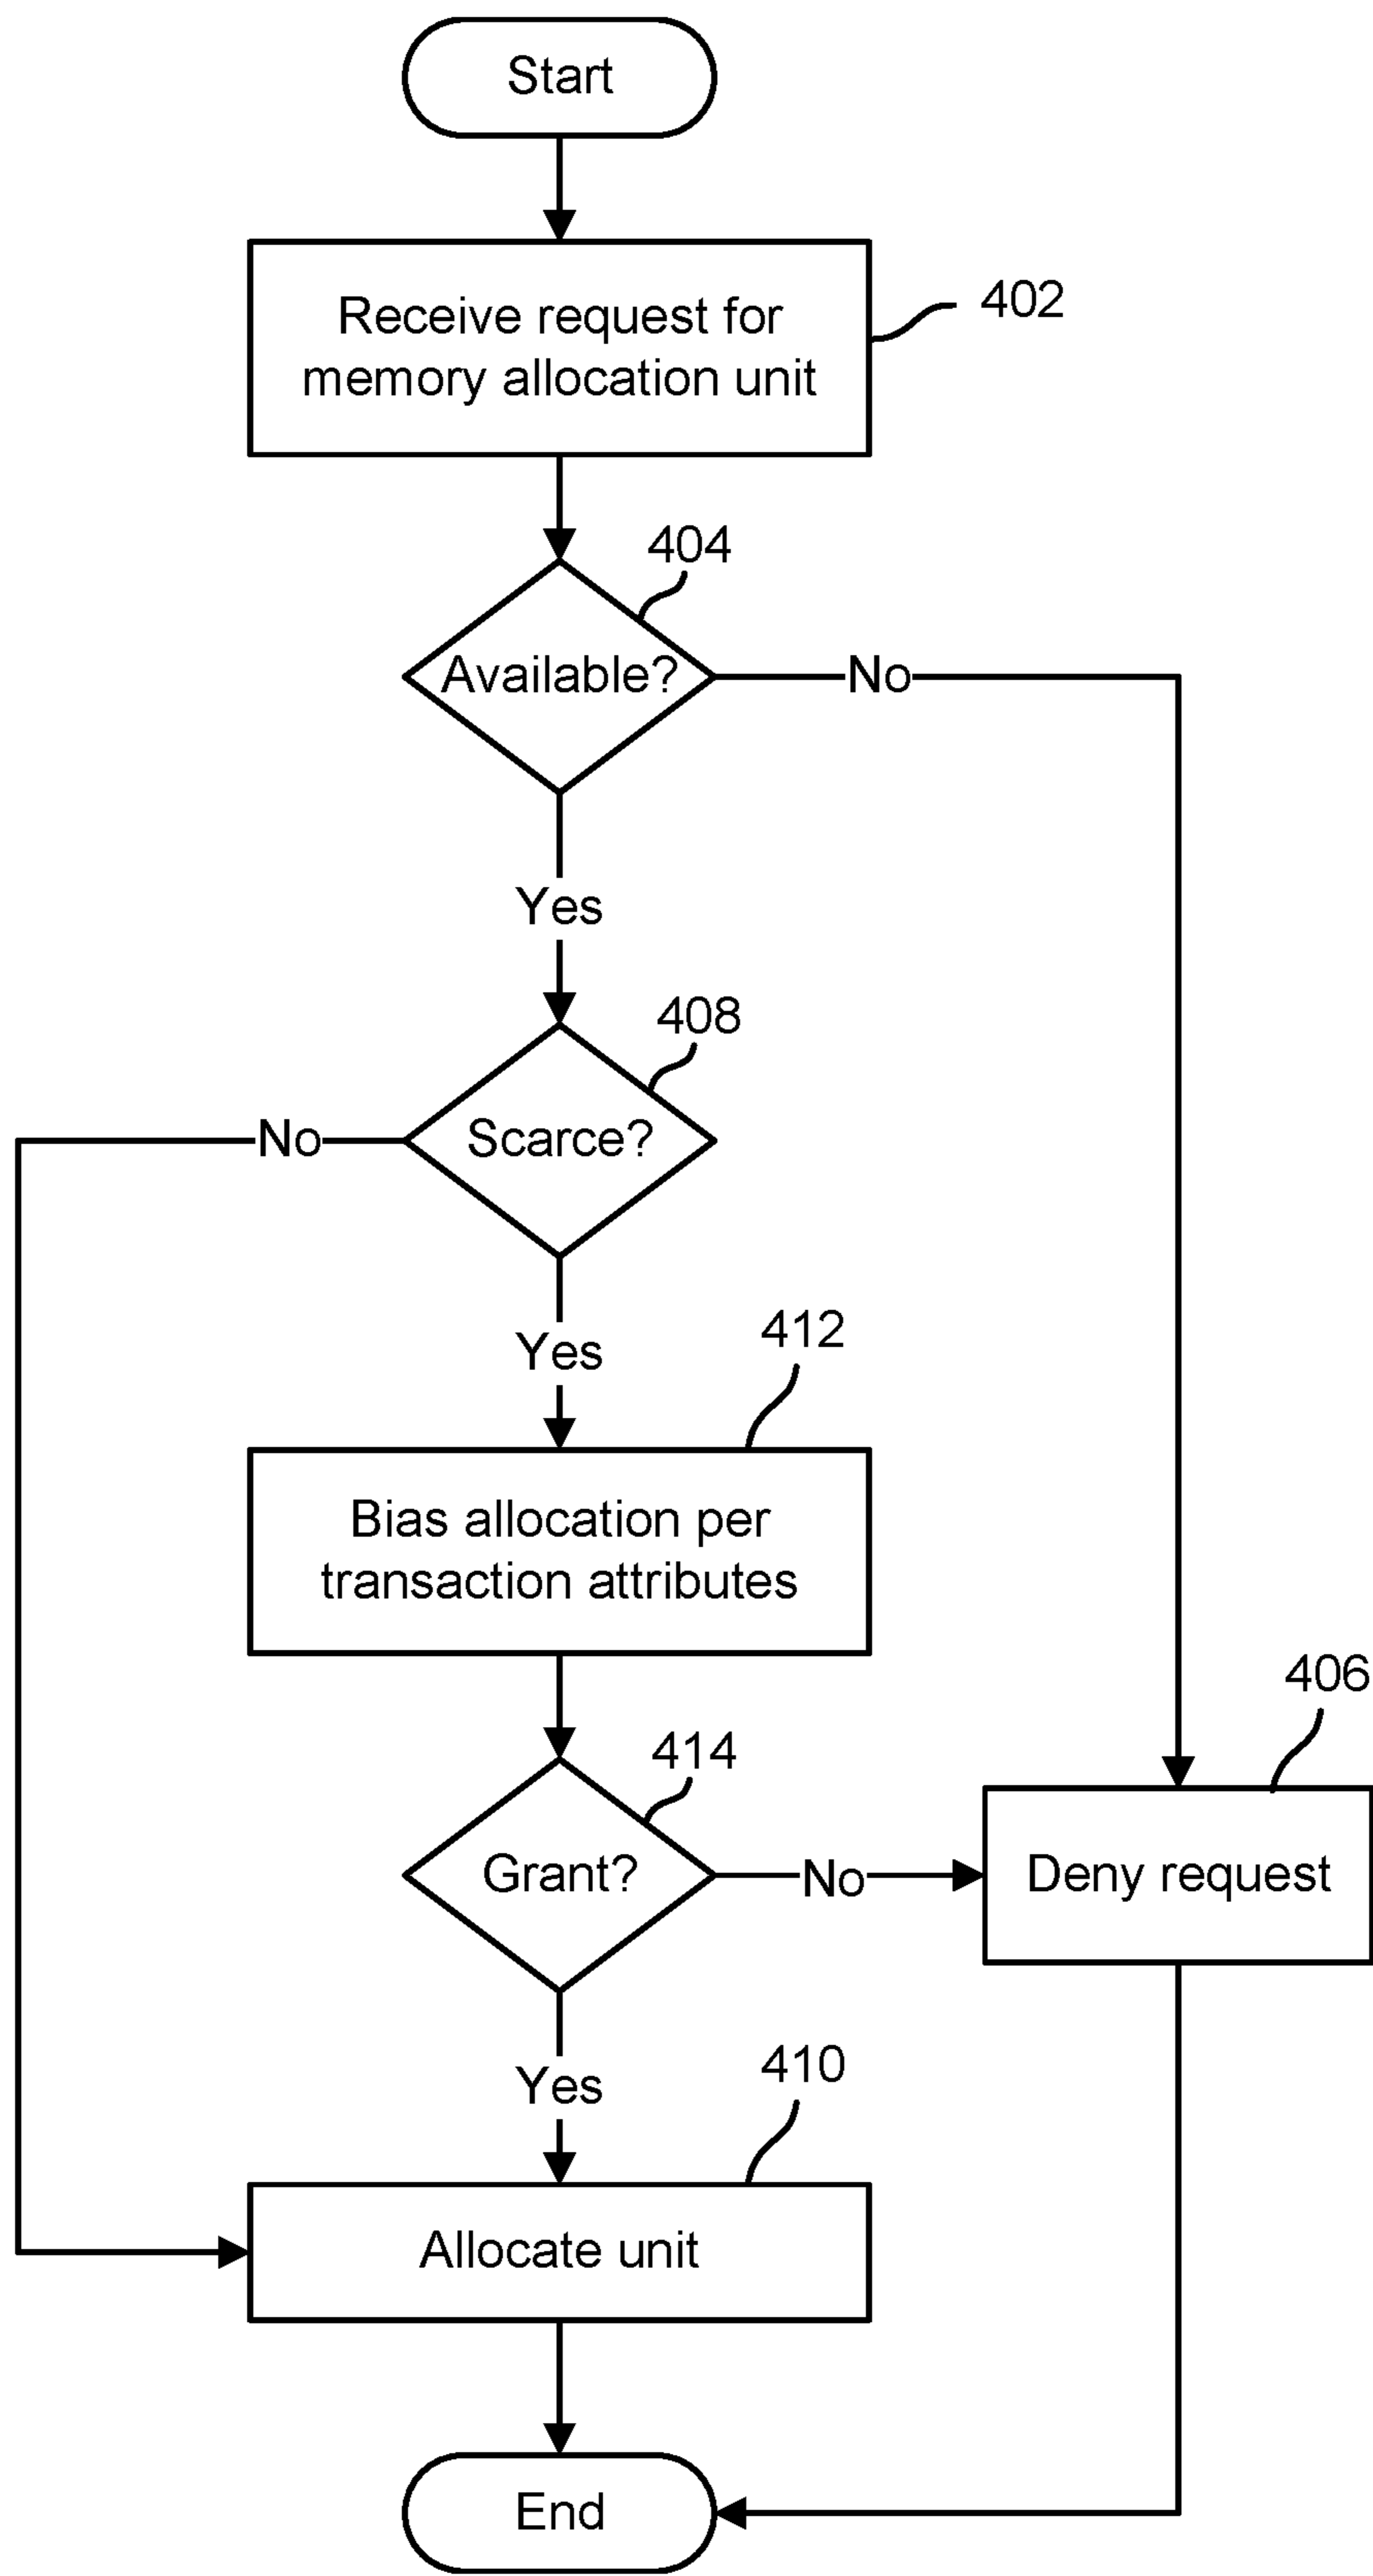 Start
Receive request for
memory allocation unit
402
404
Available?
No
Yes
408
No
Scarce?
Yes
412
Bias allocation per
transaction attributes
406
414
Grant?
No
Deny request
Yes
410
Allocate unit
End